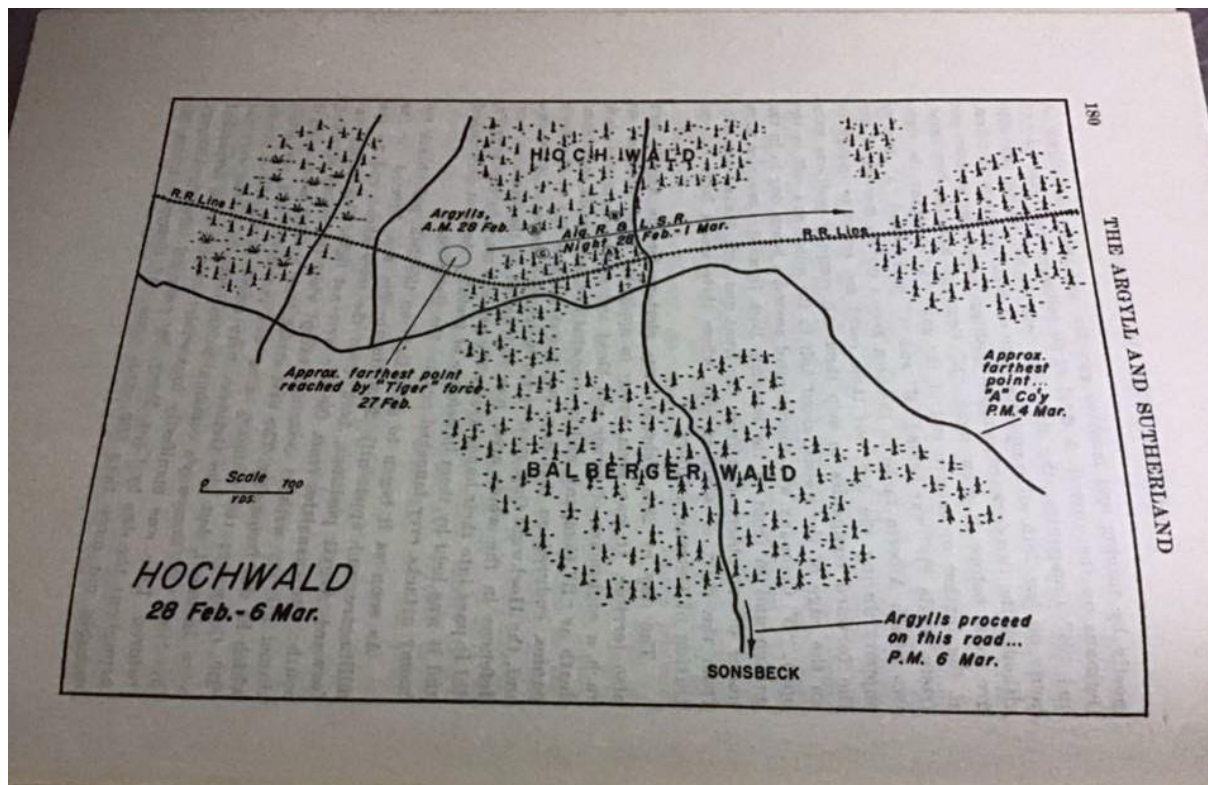 180
THE ARGYLL AND SUTHERLAND
HOCH WALD
R.R. Line
Argylls,
A.M. 28 Feb.
Alq. R. & L.S.R.
Night 28 Feb.-1 Mar.
R.R. Line
Approx. farthest point
reached by "Tiger" force
27 Feb.
Approx.
farthest
point...
"A" Co'y
P.M. 4 Mar.
BALBERGER WALD
Scale
0 700
YDS.
HOCHWALD
28 Feb.-6 Mar.
Argylls proceed
on this road...
P.M. 6 Mar.
SONSBECK